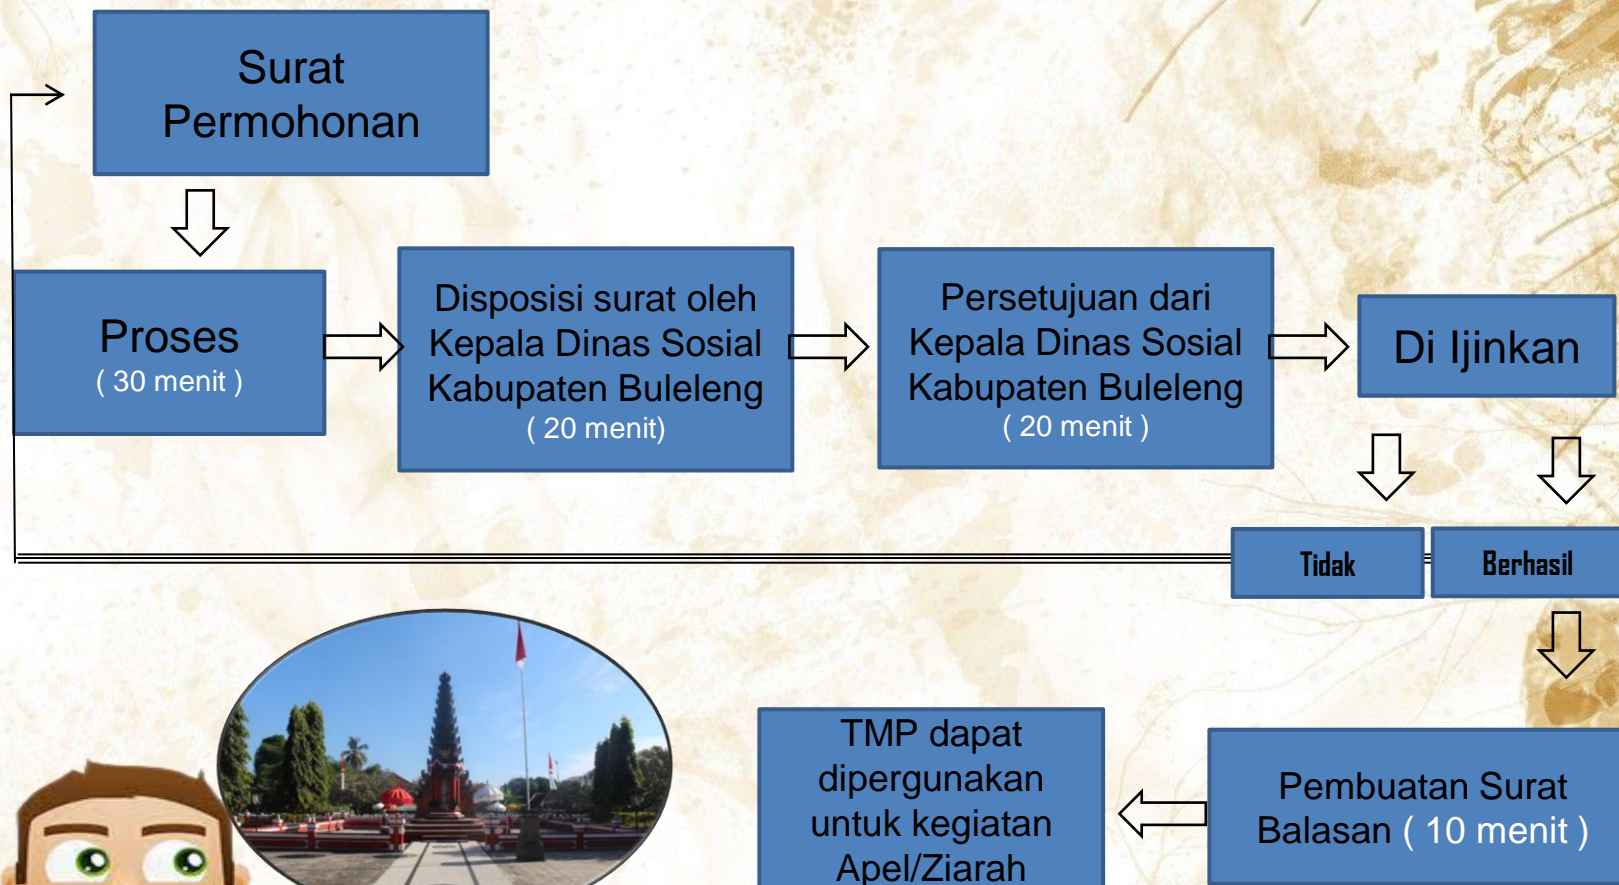 Surat
Permohonan
Proses
( 30 menit )
Disposisi surat oleh
Kepala Dinas Sosial
Kabupaten Buleleng
( 20 menit)
Persetujuan dari
Kepala Dinas Sosial
Kabupaten Buleleng
( 20 menit )
Di Ijinkan
Tidak
Berhasil
Pembuatan Surat
Balasan ( 10 menit )
TMP dapat
dipergunakan
untuk kegiatan
Apel/Ziarah